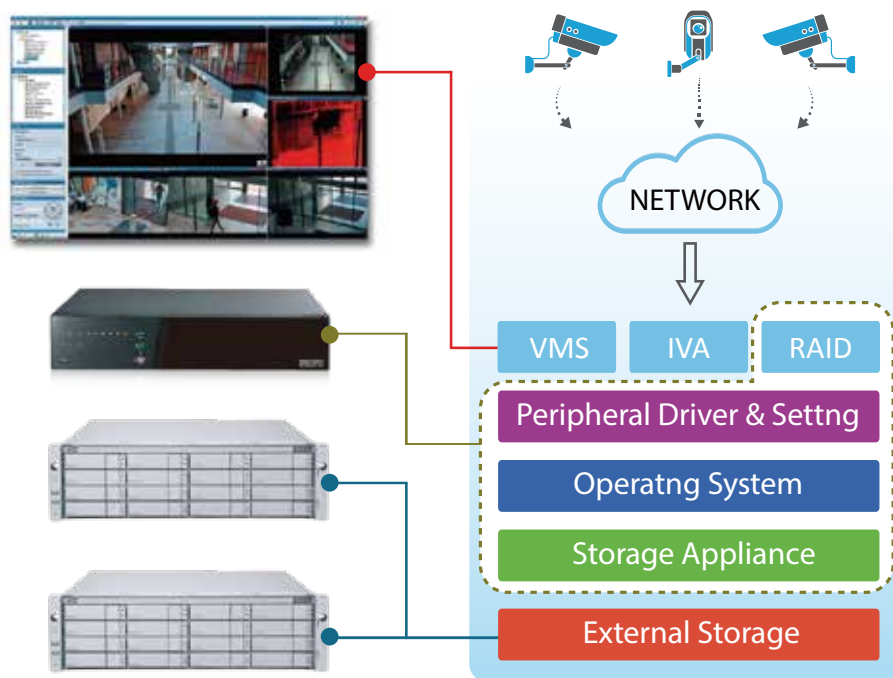 NETWORK
VMS
IVA
RAID
Peripheral Driver & Settng
Operatng System
Storage Appliance
External Storage